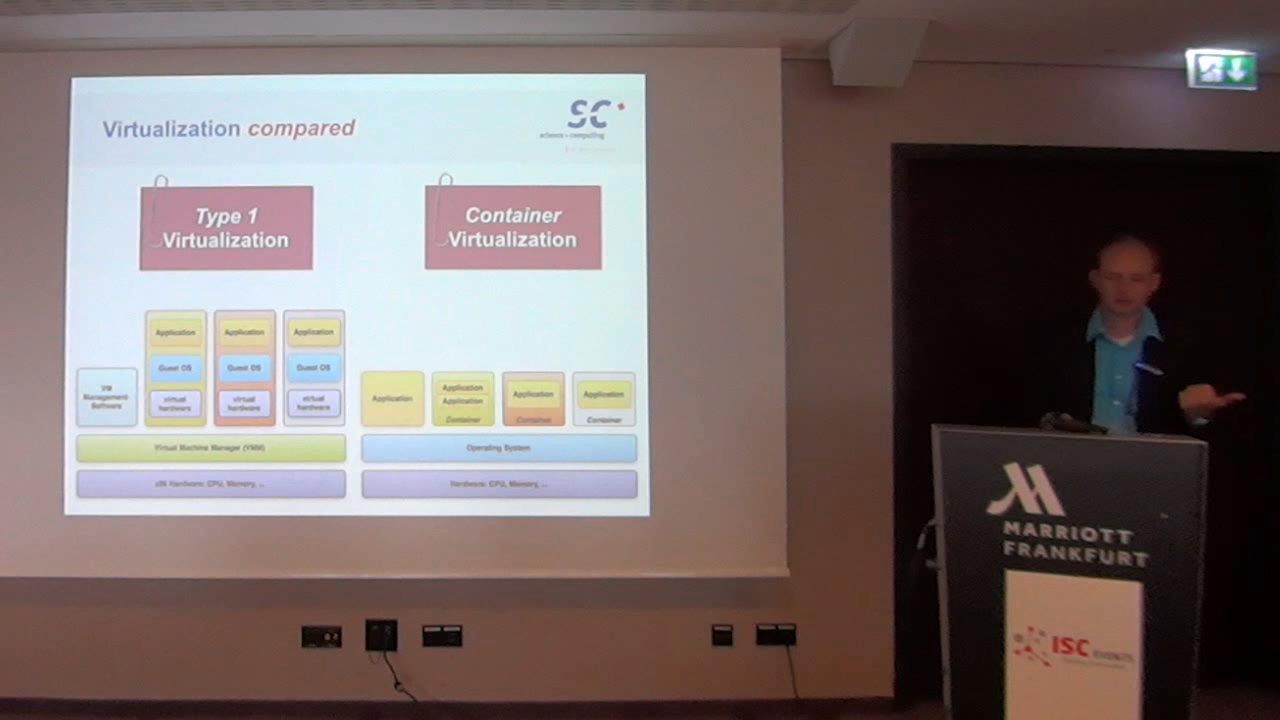 Virtualization compared
SC
science + computing
Type 1
Virtualization
Container
Virtualization
Application
Application
Application
Guest OS
Guest OS
Guest OS
VM
Management
Software
virtual
hardware
virtual
hardware
virtual
hardware
Virtual Machine Manager (VMM)
x86 Hardware: CPU, Memory, ...
Application
Application
Application
Container
Application
Container
Application
Container
Operating System
Hardware: CPU, Memory, ...
MARRIOTT
FRANKFURT
ISC EVENTS